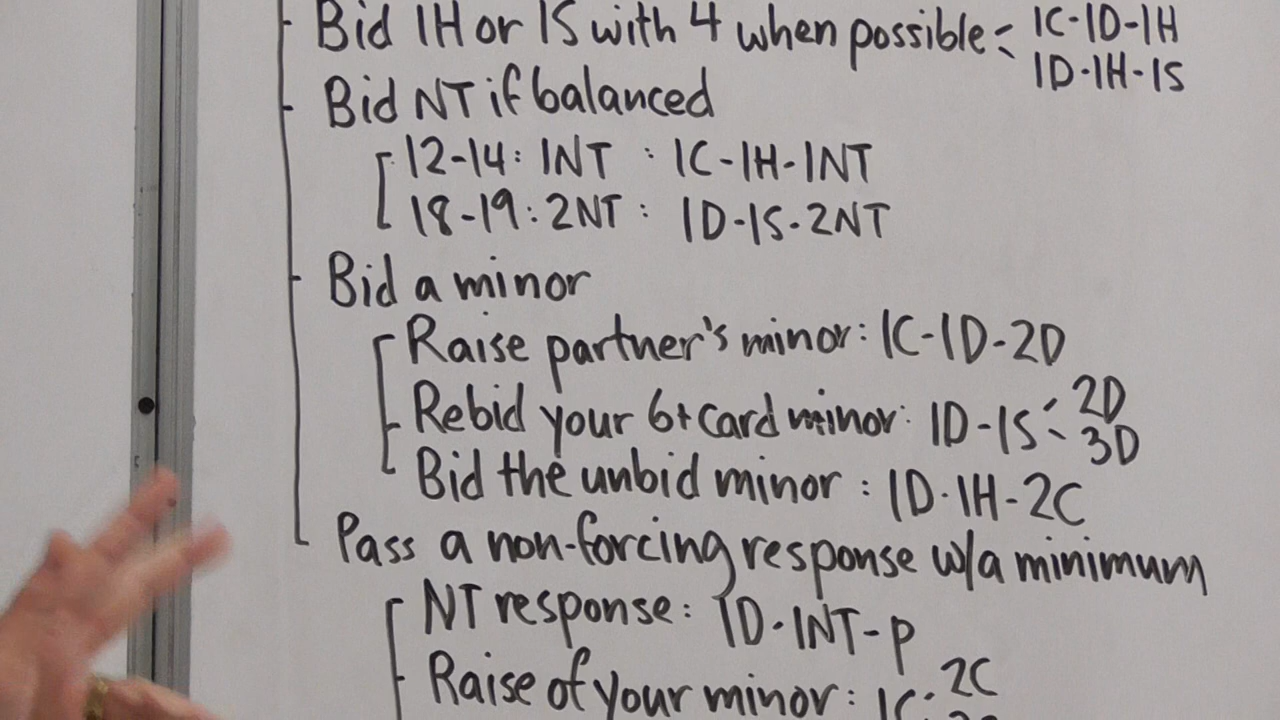 Bid 1H or 1S with 4 when possible: 1C-1D-1H
1D-1H-1S
Bid NT if balanced
12-14: 1NT : 1C-1H-1NT
18-19: 2NT : 1D-1S-2NT
Bid a minor
Raise partner's minor: 1C-1D-2D
Rebid your 6+ card minor: 1D-1S 2D
3D
Bid the unbid minor : 1D-1H-2C
Pass a non-forcing response w/a minimum
NT response: 1D-1NT-P
Raise of your minor: 1C- 2C